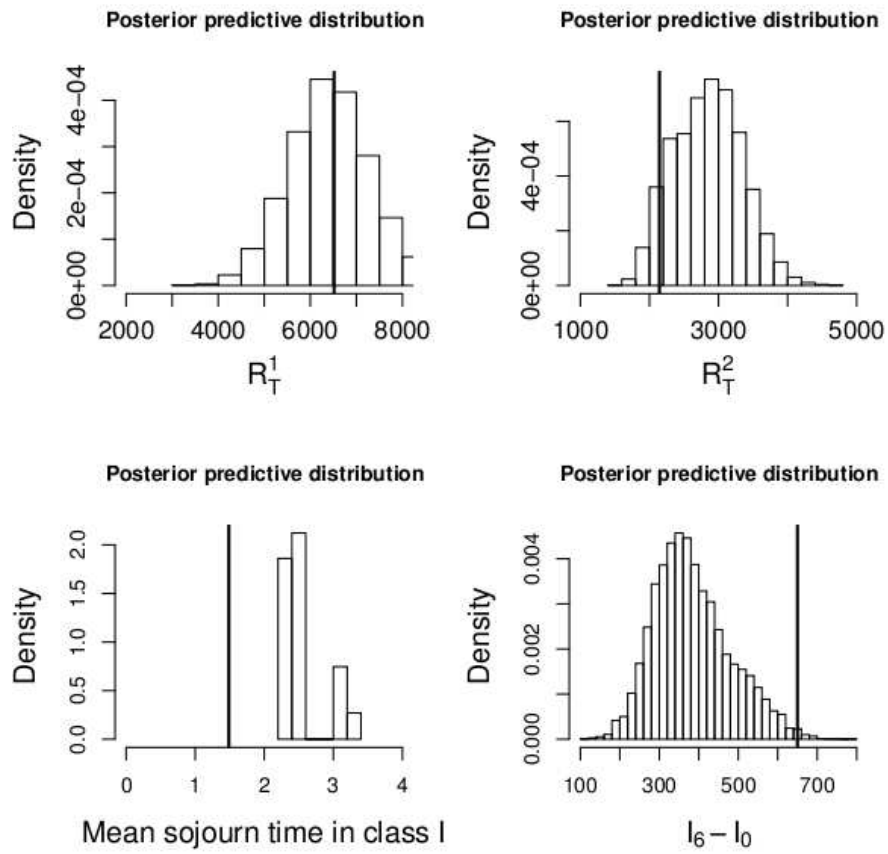 Posterior predictive distribution
Density
0e+00 2e−04 4e−04
2000 4000 6000 8000
R_T^1
Posterior predictive distribution
Density
0e+00 4e−04
1000 3000 5000
R_T^2
Posterior predictive distribution
Density
0.0 0.5 1.0 1.5 2.0
0 1 2 3 4
Mean sojourn time in class I
Posterior predictive distribution
Density
0.000 0.002 0.004
100 300 500 700
I_6 − I_0